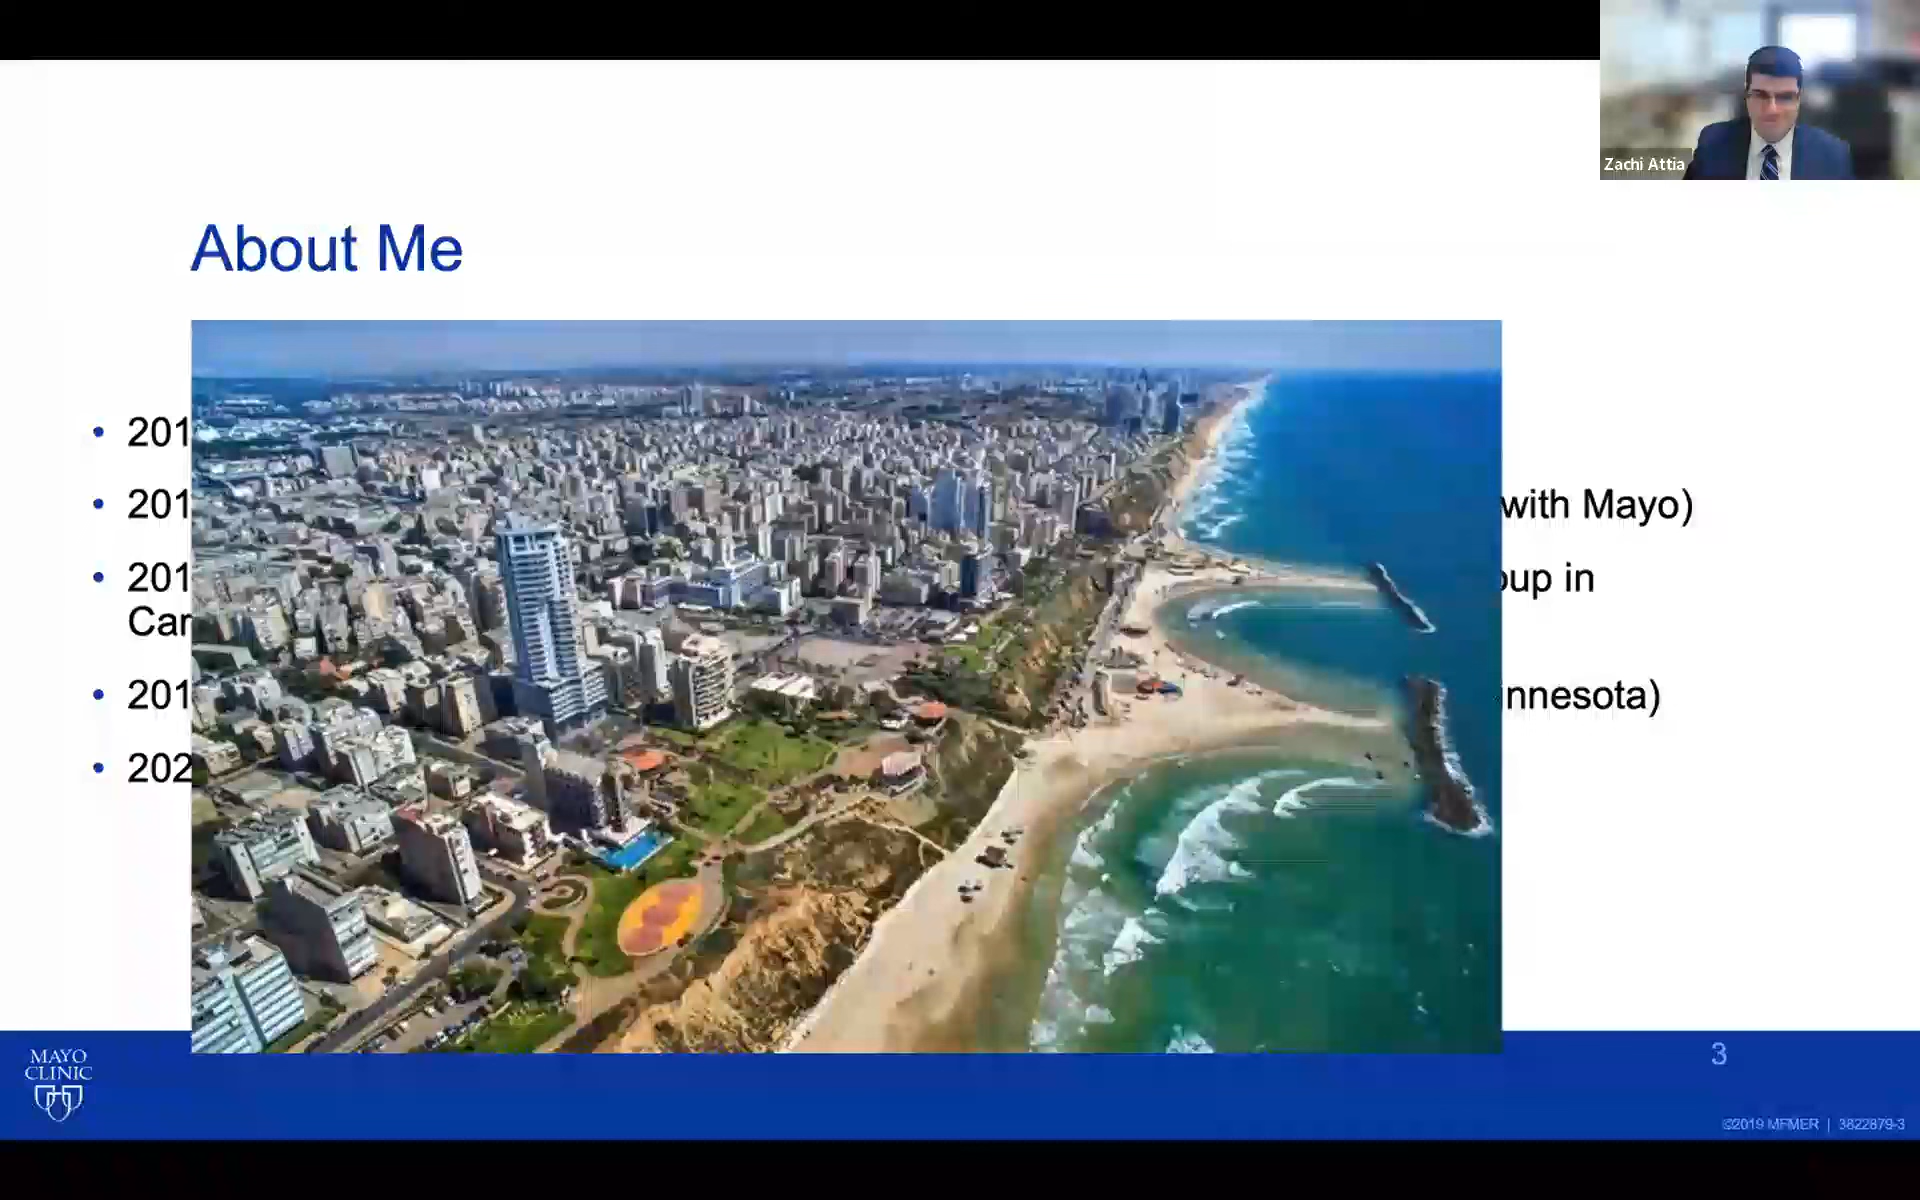 Zachi Attia
About Me
• 201
• 201 with Mayo)
• 201 oup in
Car
• 201 nnesota)
• 202
MAYO
CLINIC
3
©2019 MFMER | 3822879-3